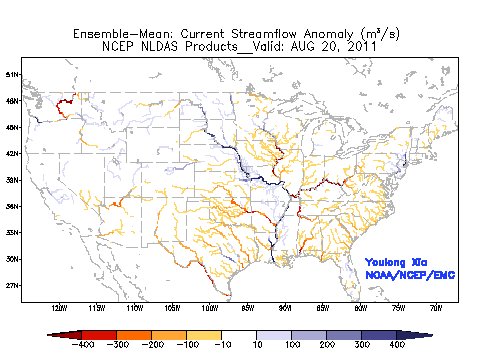 Ensemble-Mean: Current Streamflow Anomaly (m³/s)
NCEP NLDAS Products__Valid: AUG 20, 2011
51N
48N
45N
42N
39N
36N
33N
30N
27N
Youlong Xia
NOAA/NCEP/EMC
120W 115W 110W 105W 100W 95W 90W 85W 80W 75W 70W
-400 -300 -200 -100 -10 10 100 200 300 400